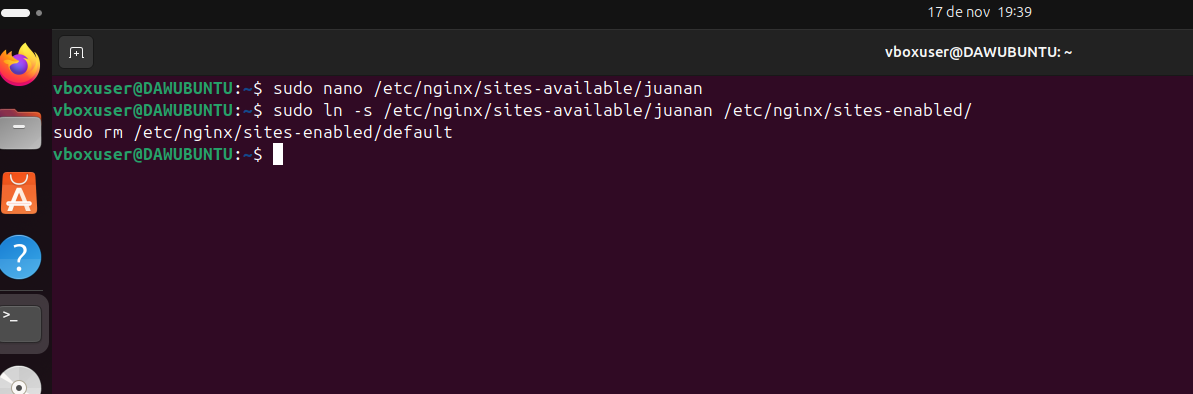 17 de nov 19:39
vboxuser@DAWUBUNTU: ~
vboxuser@DAWUBUNTU:~$ sudo nano /etc/nginx/sites-available/juanan
vboxuser@DAWUBUNTU:~$ sudo ln -s /etc/nginx/sites-available/juanan /etc/nginx/sites-enabled/
sudo rm /etc/nginx/sites-enabled/default
vboxuser@DAWUBUNTU:~$